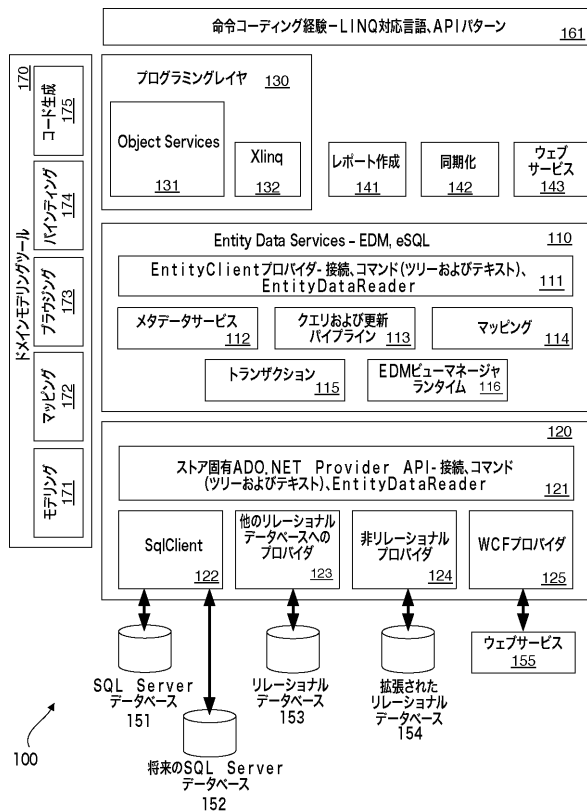 命令コーディング経験－LINQ対応言語、APIパターン
161
170
ドメインモデリングツール
コード生成
175
バインディング
174
ブラウジング
173
マッピング
172
モデリング
171
プログラミングレイヤ 130
Object Services
131
Xlinq
132
レポート作成
141
同期化
142
ウェブ
サービス
143
Entity Data Services – EDM, eSQL
110
EntityClientプロバイダ- 接続、コマンド(ツリーおよびテキスト)、
EntityDataReader
111
メタデータサービス
112
クエリおよび更新
パイプライン 113
マッピング
114
トランザクション
115
EDMビューマネージャ
ランタイム 116
120
ストア固有ADO.NET Provider API- 接続、コマンド
(ツリーおよびテキスト)、EntityDataReader
121
SqlClient
122
他のリレーショナル
データベースへの
プロバイダ
123
非リレーショナル
プロバイダ
124
WCFプロバイダ
125
SQL Server
データベース
151
将来のSQL Server
データベース
152
リレーショナル
データベース
153
拡張された
リレーショナル
データベース
154
ウェブサービス
155
100